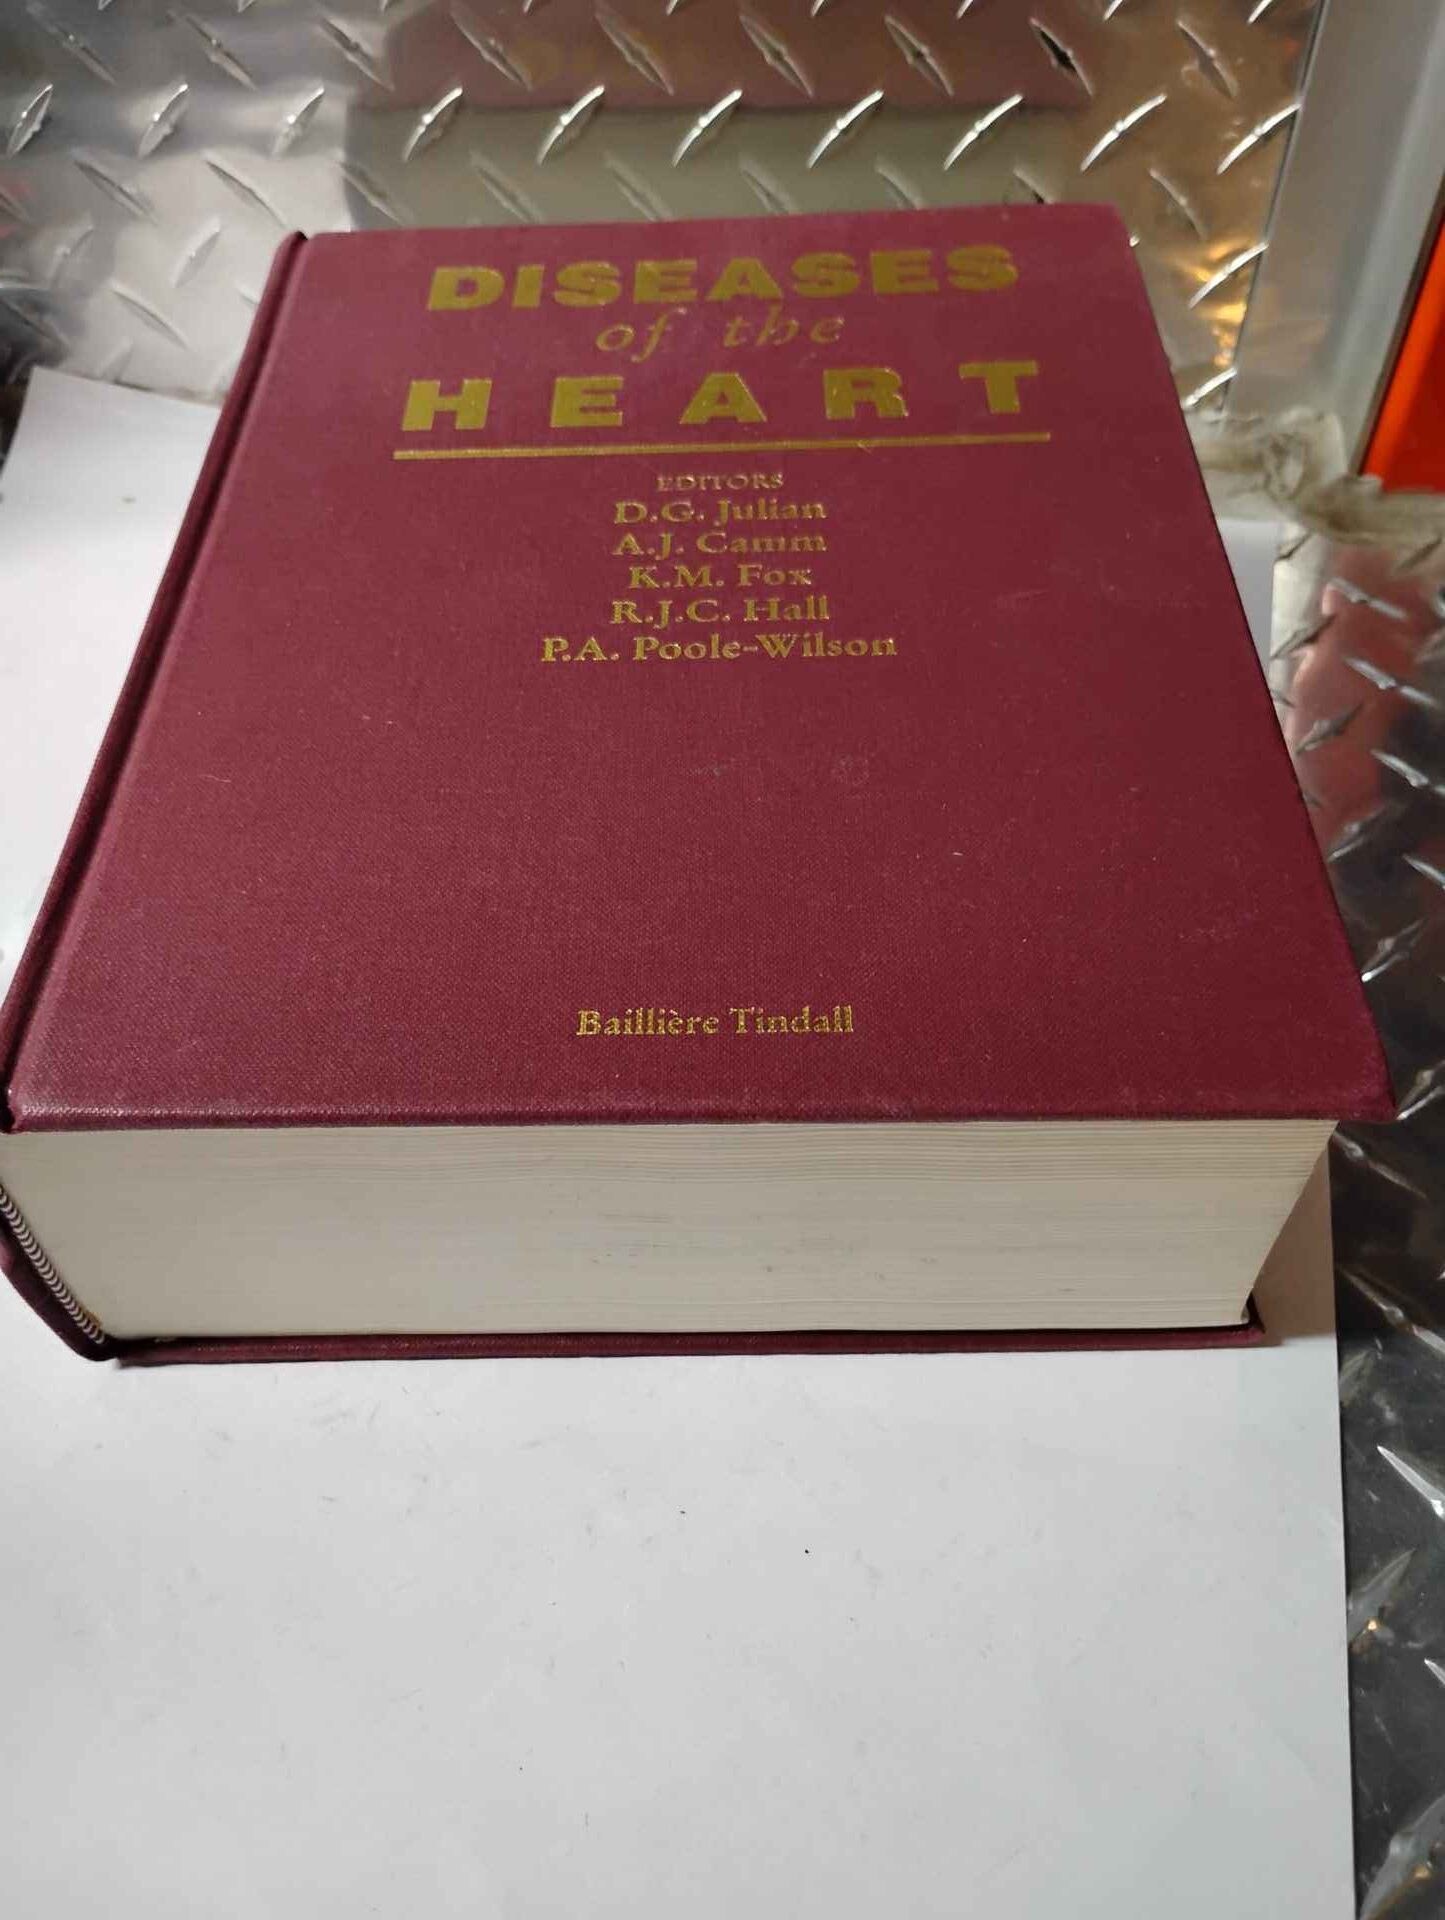 DISEASES
of the
HEART
EDITORS
D.G. Julian
A.J. Camm
K.M. Fox
R.J.C. Hall
P.A. Poole-Wilson
Baillière Tindall